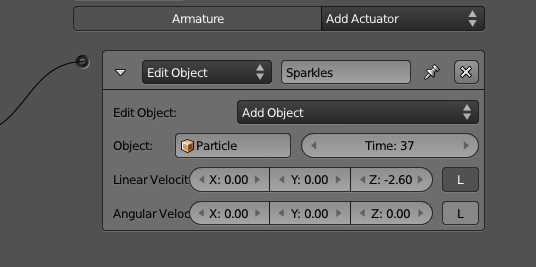 Armature Add Actuator
Edit Object Sparkles
Edit Object: Add Object
Object: Particle Time: 37
Linear Velocit X: 0.00 Y: 0.00 Z: -2.60 L
Angular Veloc X: 0.00 Y: 0.00 Z: 0.00 L